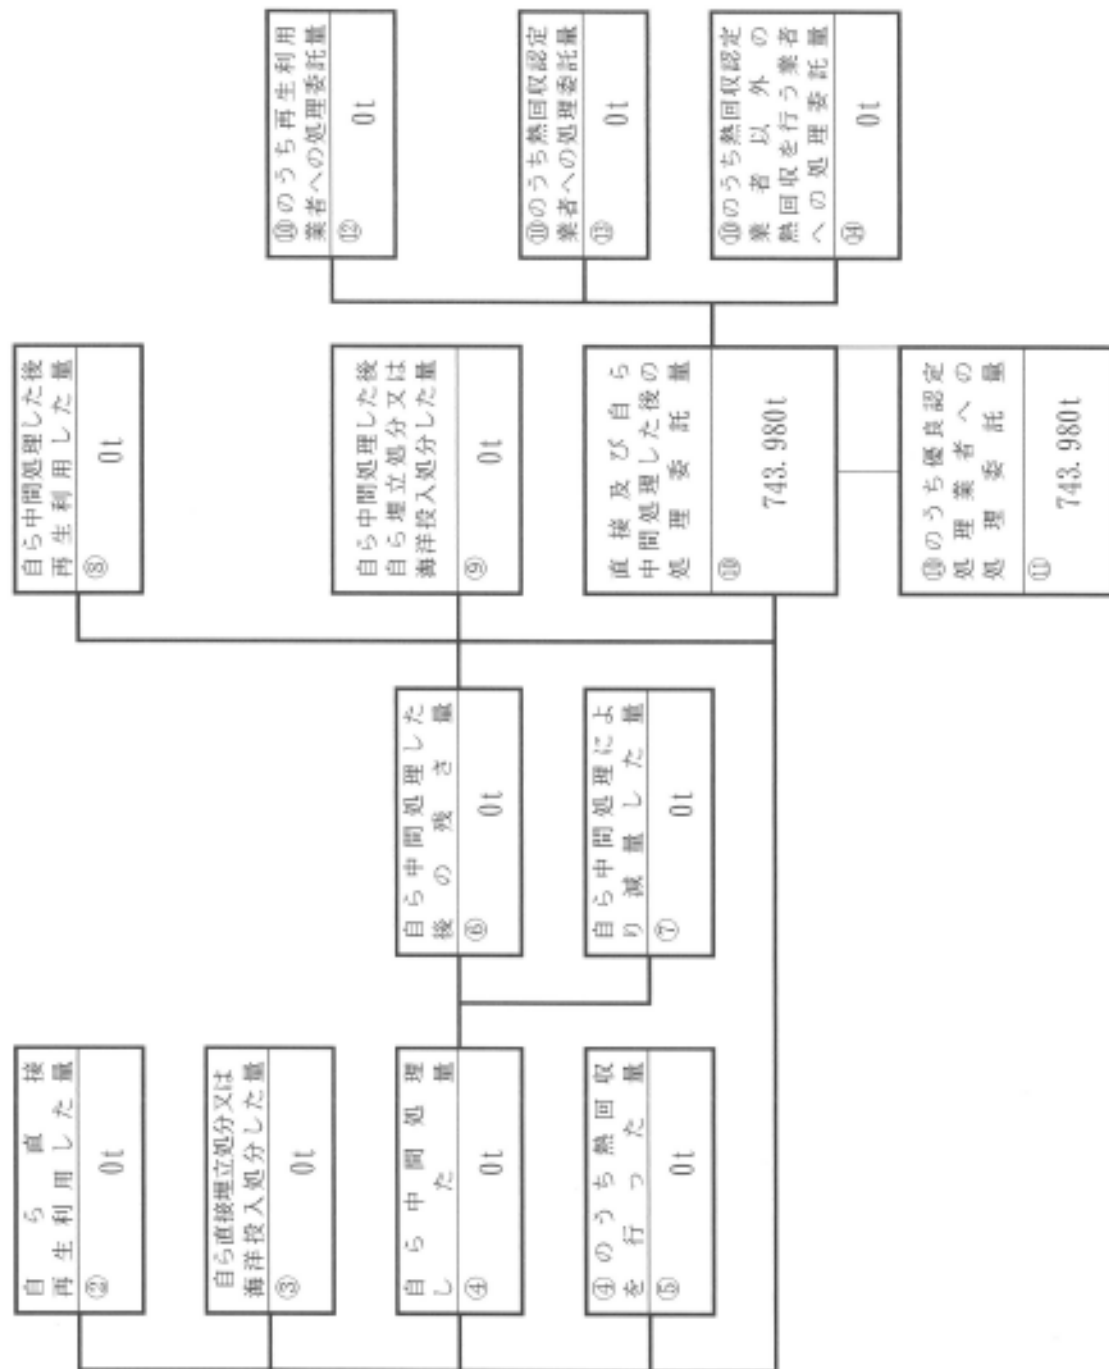 自ら直接
再生利用した量
②
0t
自ら直接埋立処分又は
海洋投入処分した量
③
0t
自ら中間処理
した量
④
0t
④のうち熱回収
を行った量
⑤
0t
自ら中間処理した
後の残さ量
⑥
0t
自ら中間処理によ
り減量した量
⑦
0t
自ら中間処理した後
再生利用した量
⑧
0t
自ら中間処理した後
自ら埋立処分又は
海洋投入処分した量
⑨
0t
直接及び自ら
中間処理した後の
処理委託量
⑩
743.980t
⑩のうち優良認定
処理業者への
処理委託量
⑪
743.980t
⑩のうち再生利用
業者への処理委託量
⑫
0t
⑩のうち熱回収認定
業者への処理委託量
⑬
0t
⑩のうち熱回収認定
業者以外の
熱回収を行う業者
への処理委託量
⑭
0t